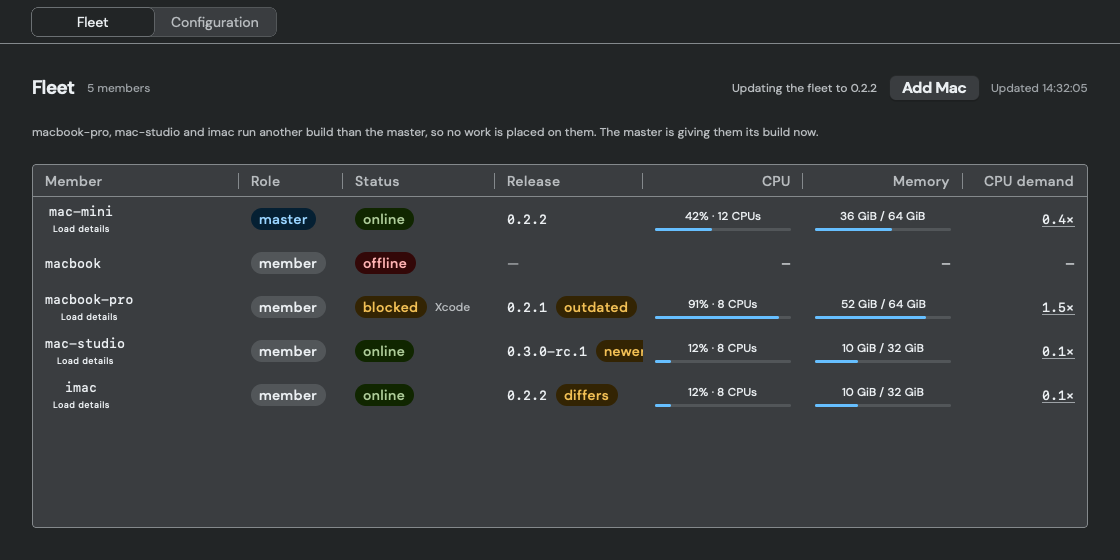 Fleet Configuration
Fleet 5 members Updating the fleet to 0.2.2 Add Mac Updated 14:32:05
macbook-pro, mac-studio and imac run another build than the master, so no work is placed on them. The master is giving them its build now.
Member Role Status Release CPU Memory CPU demand
mac-mini master online 0.2.2 42% · 12 CPUs 36 GiB / 64 GiB 0.4×
Load details
macbook member offline — — — —
macbook-pro member blocked Xcode 0.2.1 outdated 91% · 8 CPUs 52 GiB / 64 GiB 1.5×
Load details
mac-studio member online 0.3.0-rc.1 newer 12% · 8 CPUs 10 GiB / 32 GiB 0.1×
Load details
imac member online 0.2.2 differs 12% · 8 CPUs 10 GiB / 32 GiB 0.1×
Load details